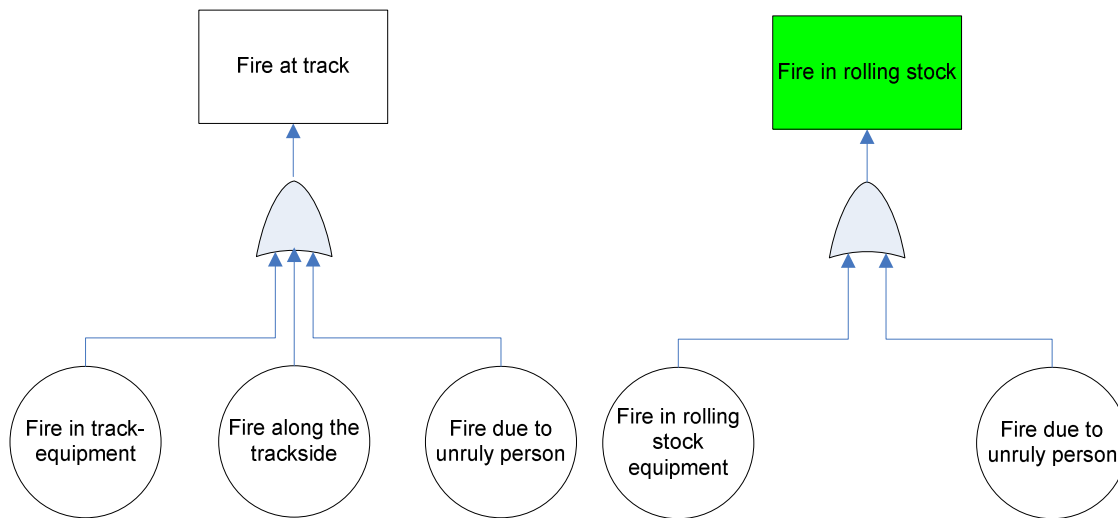 Fire at track
Fire in rolling stock
Fire in track-
equipment
Fire along the
trackside
Fire due to
unruly person
Fire in rolling
stock
equipment
Fire due to
unruly person